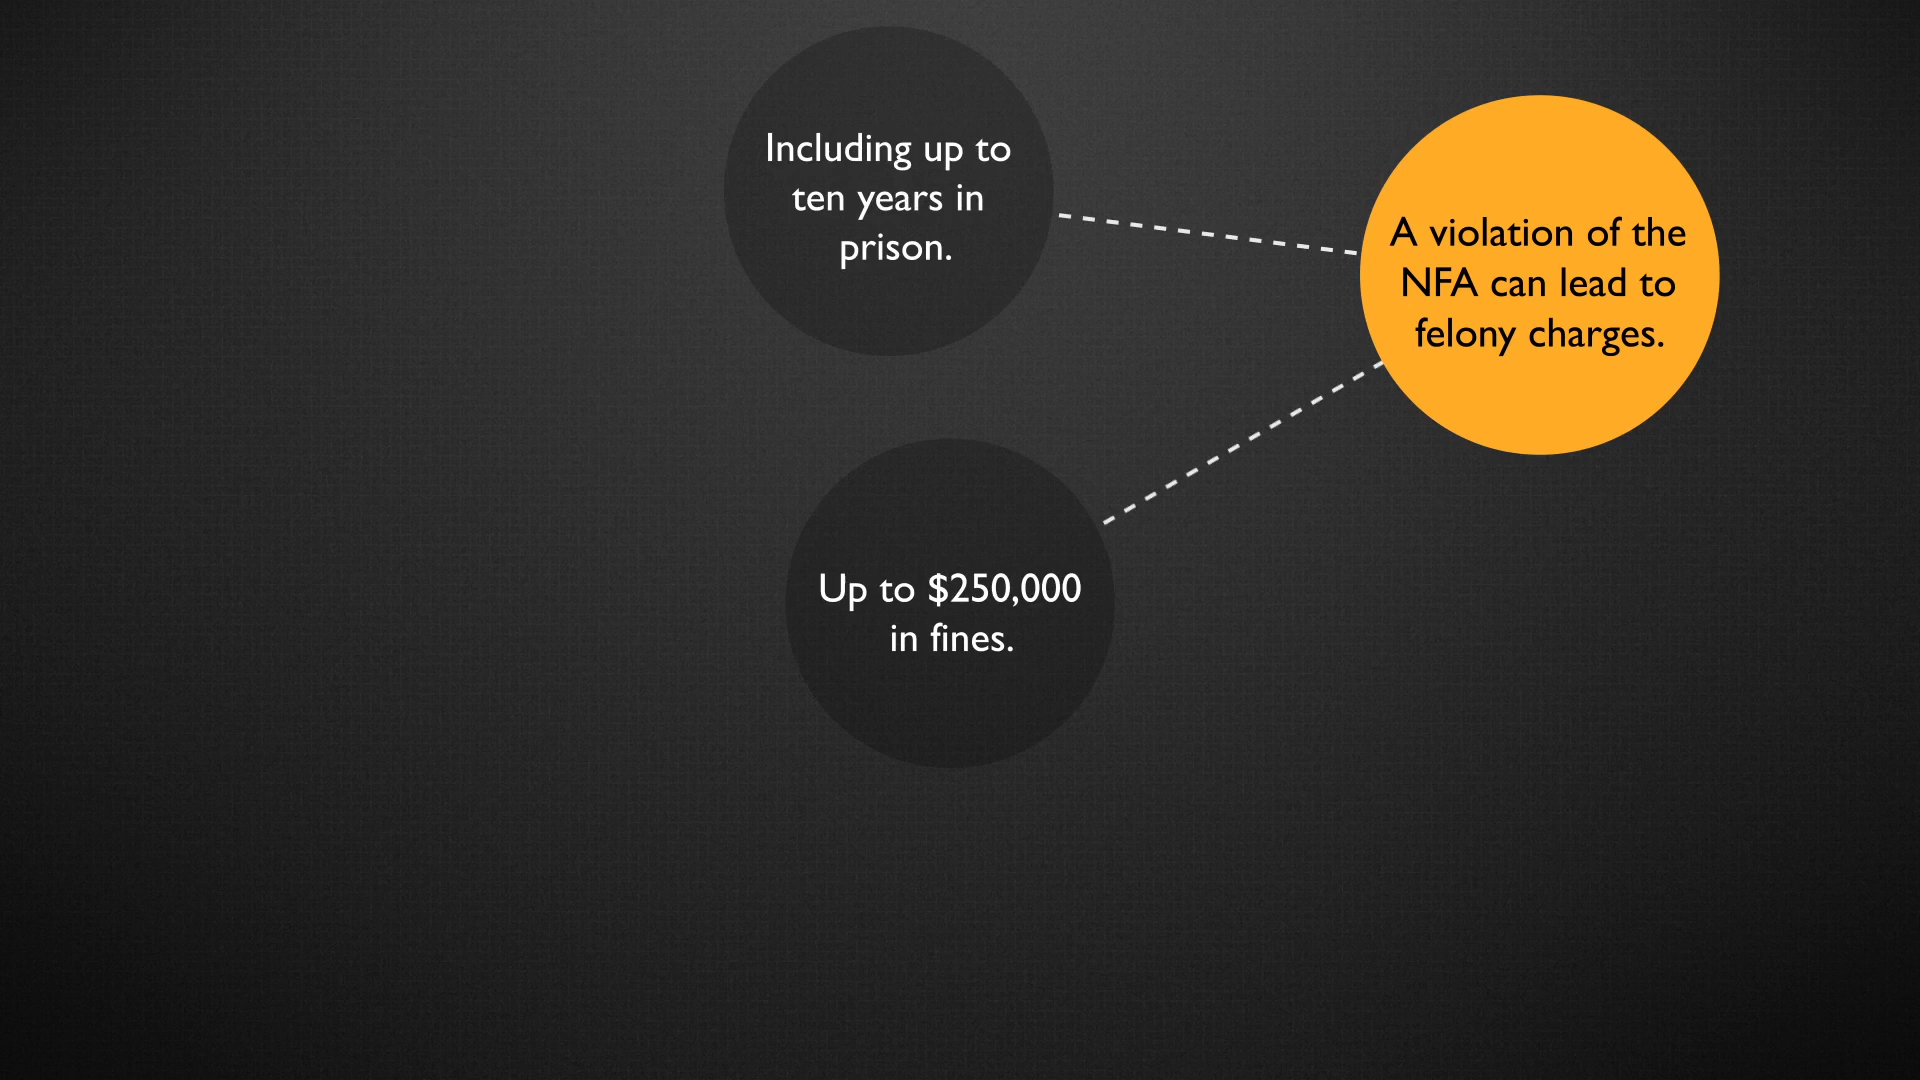 Including up to
ten years in
prison.
A violation of the
NFA can lead to
felony charges.
Up to $250,000
in fines.